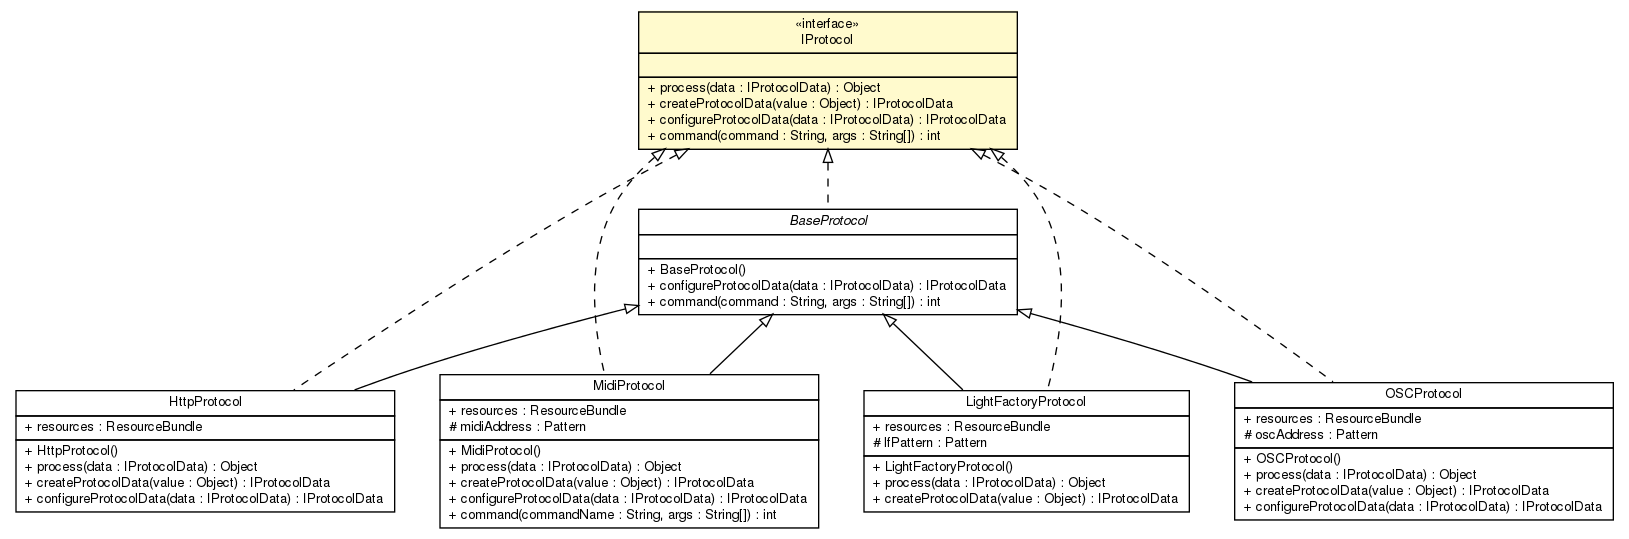 «interface»
IProtocol
+ process(data : IProtocolData) : Object
+ createProtocolData(value : Object) : IProtocolData
+ configureProtocolData(data : IProtocolData) : IProtocolData
+ command(command : String, args : String[]) : int
BaseProtocol
+ BaseProtocol()
+ configureProtocolData(data : IProtocolData) : IProtocolData
+ command(command : String, args : String[]) : int
HttpProtocol
+ resources : ResourceBundle
+ HttpProtocol()
+ process(data : IProtocolData) : Object
+ createProtocolData(value : Object) : IProtocolData
+ configureProtocolData(data : IProtocolData) : IProtocolData
MidiProtocol
+ resources : ResourceBundle
# midiAddress : Pattern
+ MidiProtocol()
+ process(data : IProtocolData) : Object
+ createProtocolData(value : Object) : IProtocolData
+ configureProtocolData(data : IProtocolData) : IProtocolData
+ command(commandName : String, args : String[]) : int
LightFactoryProtocol
+ resources : ResourceBundle
# lfPattern : Pattern
+ LightFactoryProtocol()
+ process(data : IProtocolData) : Object
+ createProtocolData(value : Object) : IProtocolData
OSCProtocol
+ resources : ResourceBundle
# oscAddress : Pattern
+ OSCProtocol()
+ process(data : IProtocolData) : Object
+ createProtocolData(value : Object) : IProtocolData
+ configureProtocolData(data : IProtocolData) : IProtocolData